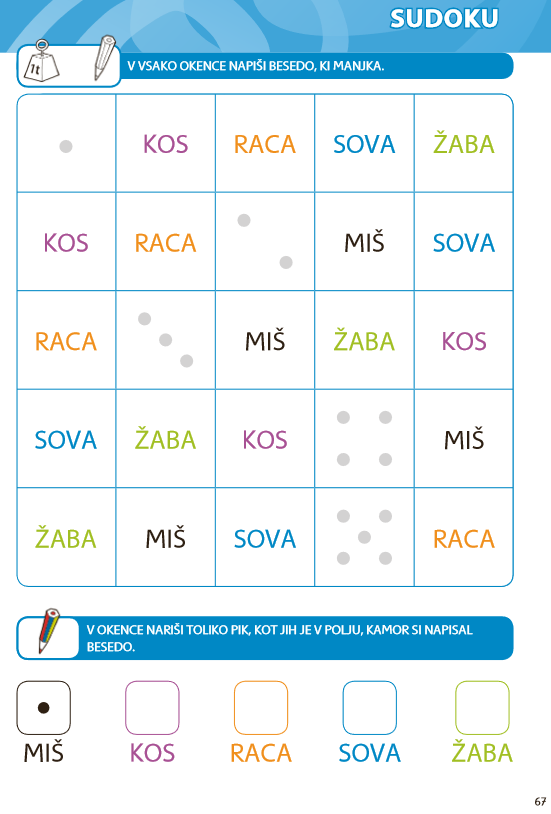 SUDOKU
1t
V VSAKO OKENCE NAPIŠI BESEDO, KI MANJKA.
KOS RACA SOVA ŽABA
KOS RACA MIŠ SOVA
RACA MIŠ ŽABA KOS
SOVA ŽABA KOS MIŠ
ŽABA MIŠ SOVA RACA
V OKENCE NARIŠI TOLIKO PIK, KOT JIH JE V POLJU, KAMOR SI NAPISAL
BESEDO.
MIŠ KOS RACA SOVA ŽABA
67